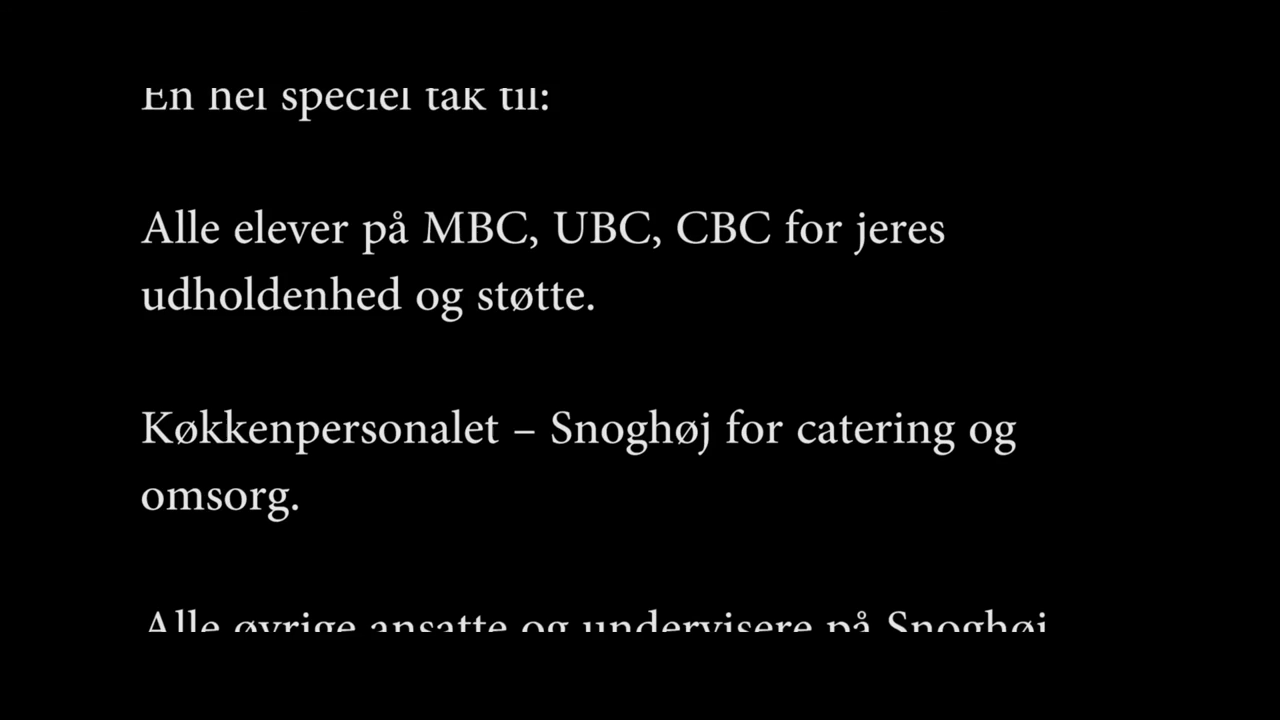 En hel speciel tak til:
Alle elever på MBC, UBC, CBC for jeres
udholdenhed og støtte.
Køkkenpersonalet – Snoghøj for catering og
omsorg.
Alle øvrige ansatte og undervisere på Snoghøj